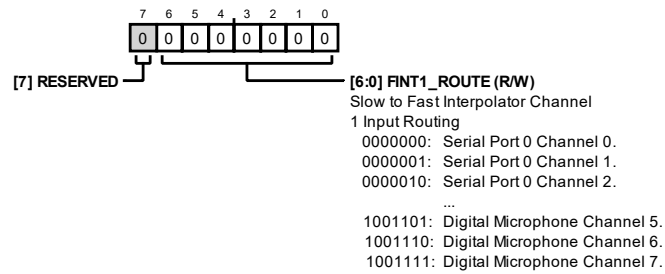 7 6 5 4 3 2 1 0
0 0 0 0 0 0 0 0
[7] RESERVED
[6:0] FINT1_ROUTE (R/W)
Slow to Fast Interpolator Channel
1 Input Routing
0000000: Serial Port 0 Channel 0.
0000001: Serial Port 0 Channel 1.
0000010: Serial Port 0 Channel 2.
...
1001101: Digital Microphone Channel 5.
1001110: Digital Microphone Channel 6.
1001111: Digital Microphone Channel 7.